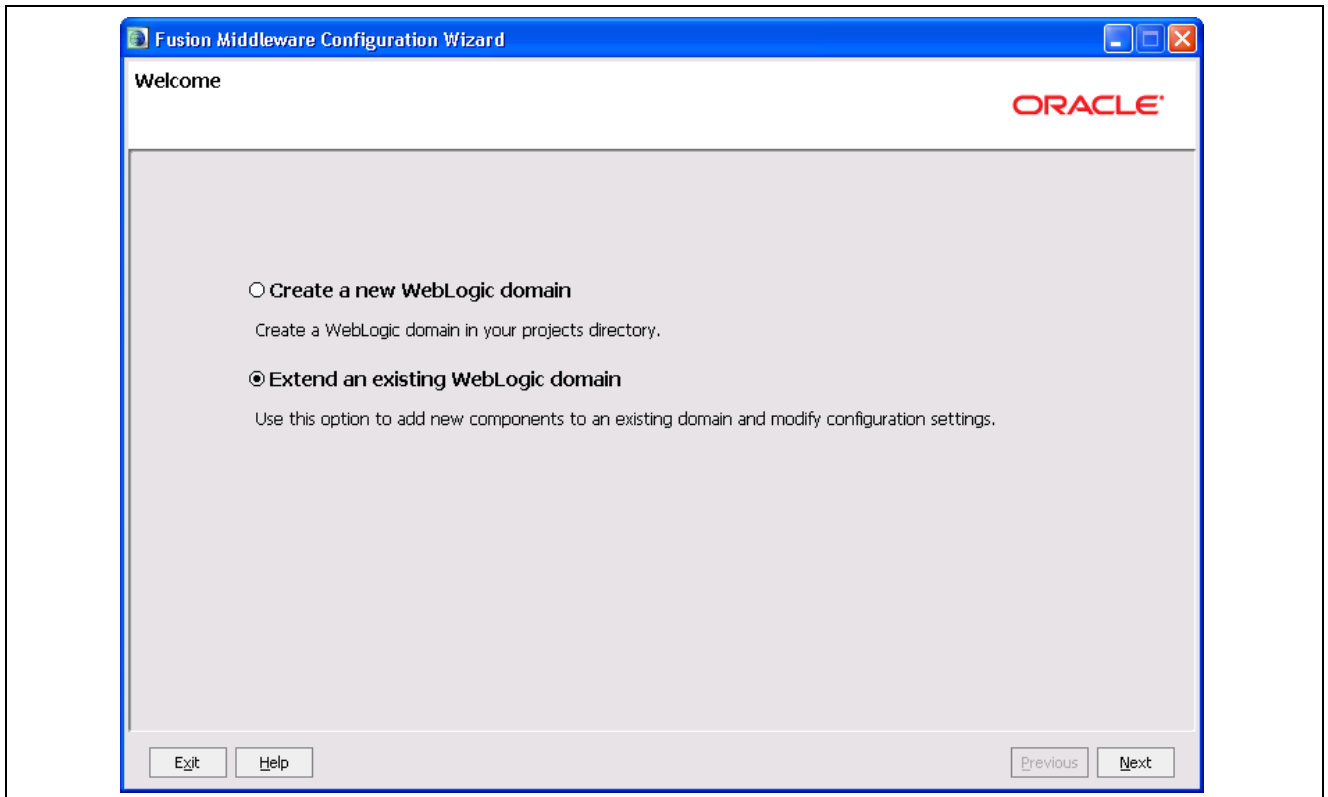 Fusion Middleware Configuration Wizard
Welcome
ORACLE
Create a new WebLogic domain
Create a WebLogic domain in your projects directory.
Extend an existing WebLogic domain
Use this option to add new components to an existing domain and modify configuration settings.
Exit Help Previous Next